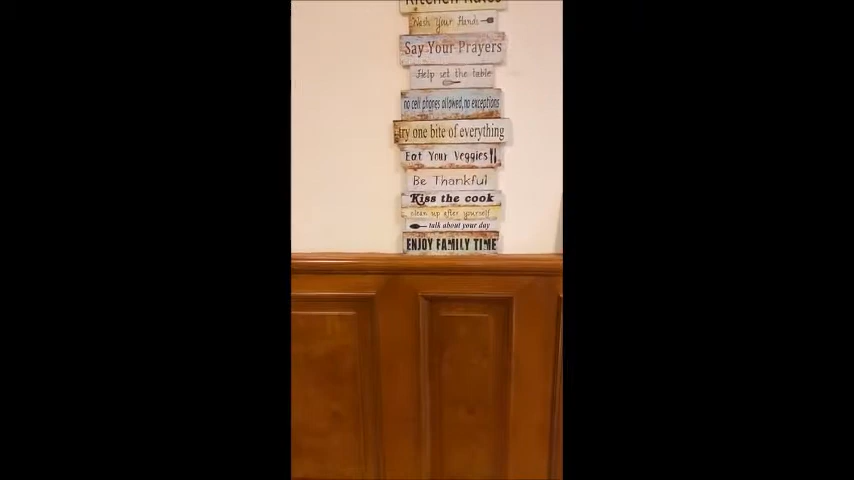 Kitchen Rules
Wash Your Hands
Say Your Prayers
Help set the table
no cell phones allowed, no exceptions
try one bite of everything
Eat Your Veggies
Be Thankful
Kiss the cook
clean up after yourself
talk about your day
ENJOY FAMILY TIME